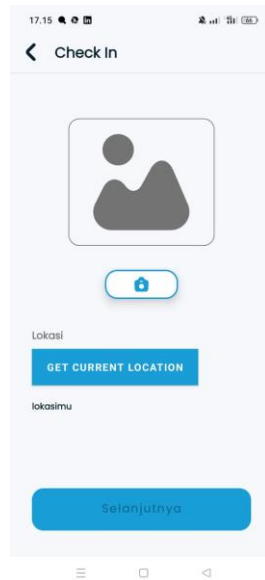 17.15
Check In
Lokasi
GET CURRENT LOCATION
lokasimu
Selanjutnya